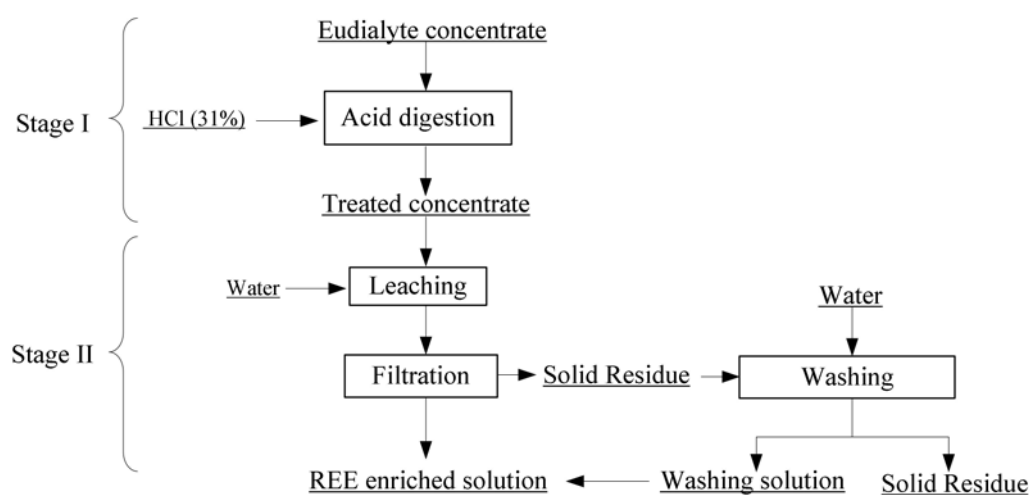 Eudialyte concentrate
Stage I
HCl (31%)
Acid digestion
Treated concentrate
Water
Leaching
Water
Stage II
Filtration
Solid Residue
Washing
REE enriched solution
Washing solution
Solid Residue